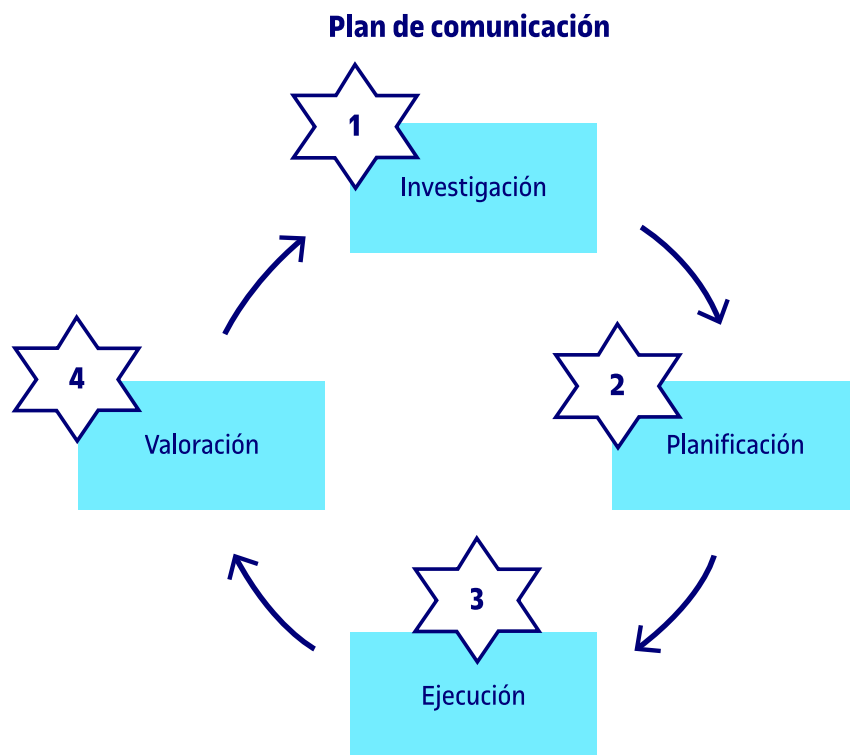 Plan de comunicación
1
Investigación
2
Planificación
3
Ejecución
4
Valoración